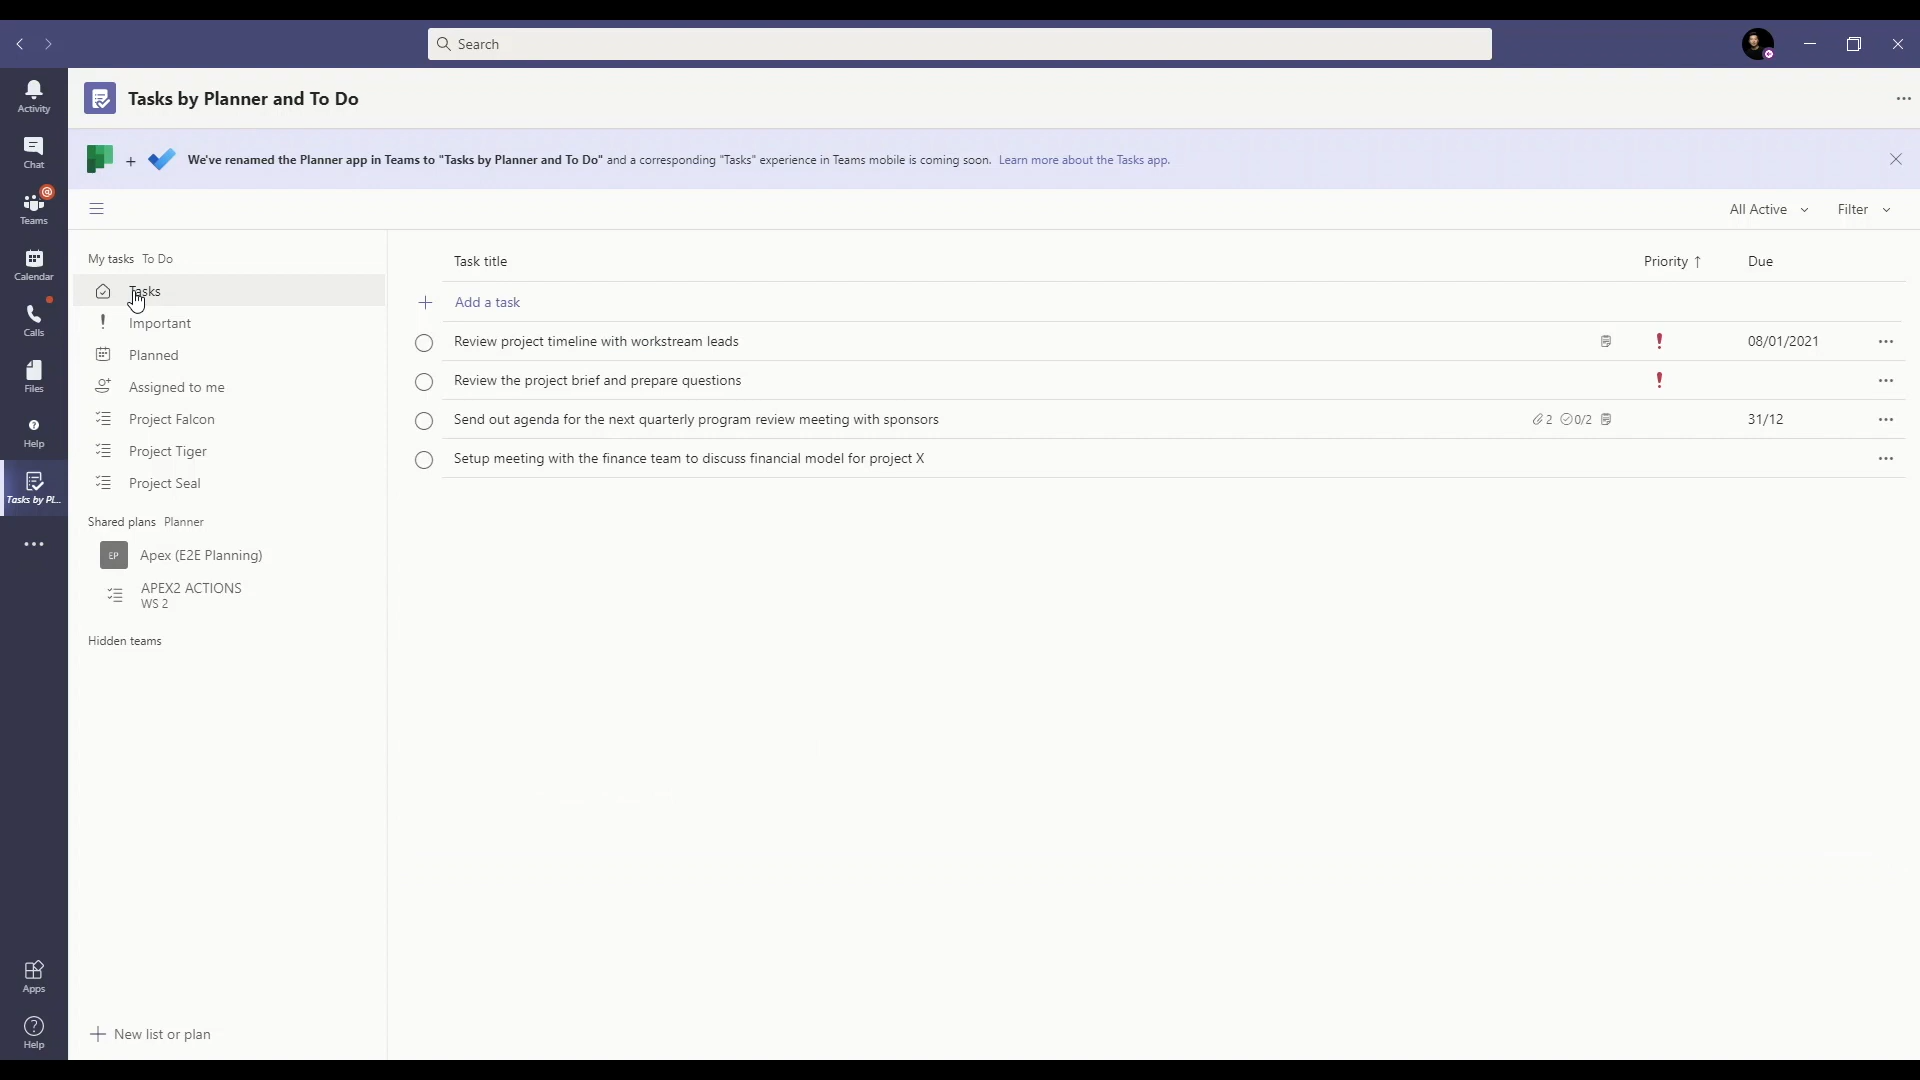 Search
Activity
Chat
Teams
Calendar
Calls
Files
Help
Tasks by Pl...
Apps
Help
Tasks by Planner and To Do
+ We've renamed the Planner app in Teams to "Tasks by Planner and To Do" and a corresponding "Tasks" experience in Teams mobile is coming soon. Learn more about the Tasks app.
All Active Filter
My tasks To Do
Tasks
Important
Planned
Assigned to me
Project Falcon
Project Tiger
Project Seal
Shared plans Planner
EP Apex (E2E Planning)
APEX2 ACTIONS
WS 2
Hidden teams
+ New list or plan
Task title Priority ↑ Due
+ Add a task
Review project timeline with workstream leads ! 08/01/2021 ...
Review the project brief and prepare questions ! ...
Send out agenda for the next quarterly program review meeting with sponsors 2 0/2 31/12 ...
Setup meeting with the finance team to discuss financial model for project X ...